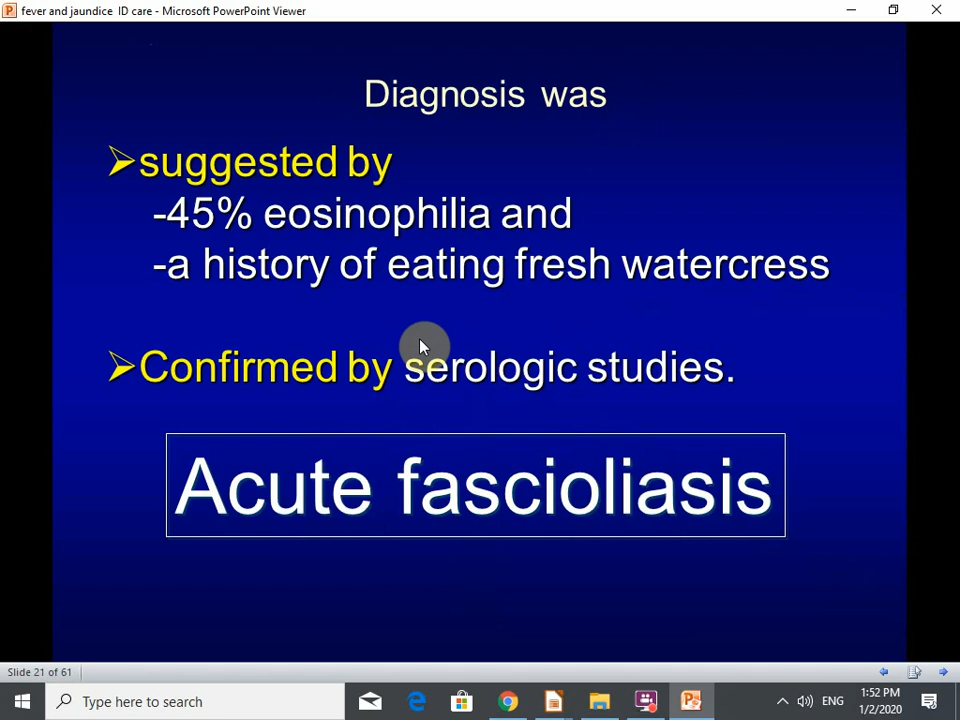 fever and jaundice  ID care - Microsoft PowerPoint Viewer
Diagnosis was
➢suggested by
-45% eosinophilia and
-a history of eating fresh watercress
➢Confirmed by serologic studies.
Acute fascioliasis
Slide 21 of 61
Type here to search
ENG
1:52 PM
1/2/2020